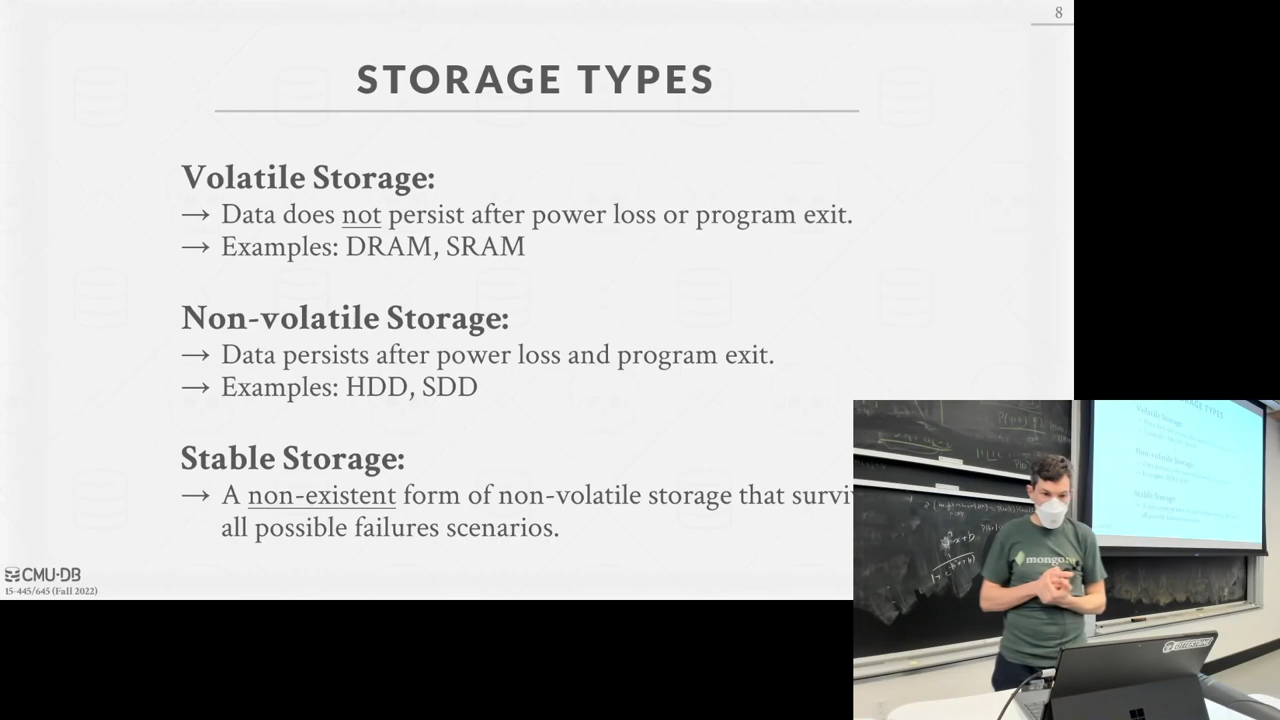 8
STORAGE TYPES
Volatile Storage:
→ Data does not persist after power loss or program exit.
→ Examples: DRAM, SRAM
Non-volatile Storage:
→ Data persists after power loss and program exit.
→ Examples: HDD, SDD
Stable Storage:
→ A non-existent form of non-volatile storage that survi
all possible failures scenarios.
CMU·DB
15-445/645 (Fall 2022)
mongo